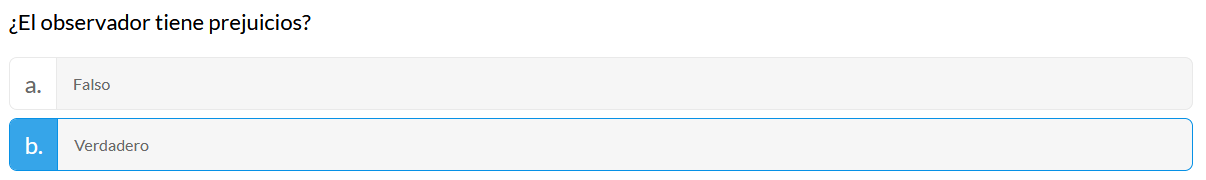 ¿El observador tiene prejuicios?
a. Falso
b. Verdadero